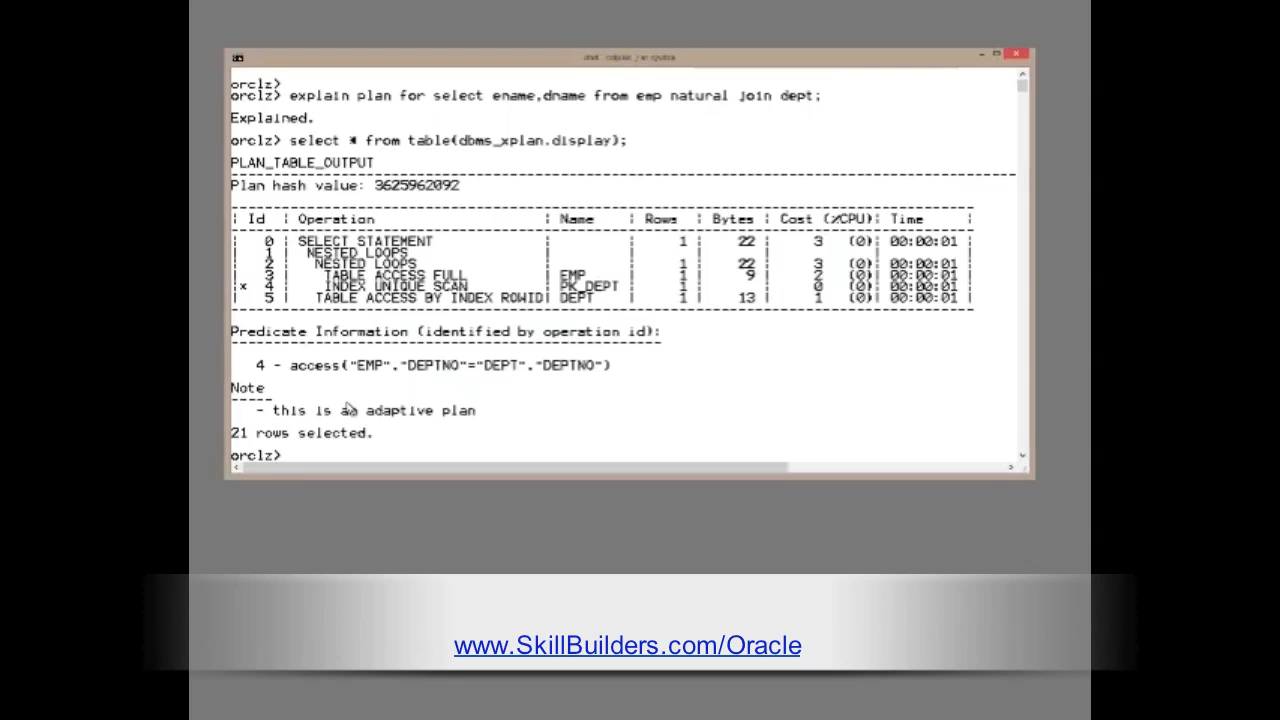 orclz>
orclz> explain plan for select ename,dname from emp natural join dept;
Explained.
orclz> select * from table(dbms_xplan.display);
PLAN_TABLE_OUTPUT
Plan hash value: 3625962092
| Id | Operation | Name | Rows | Bytes | Cost (%CPU)| Time |
| 0 | SELECT STATEMENT | | 1 | 22 | 3 (0)| 00:00:01 |
| 1 | NESTED LOOPS | | | | | |
| 2 | NESTED LOOPS | | 1 | 22 | 3 (0)| 00:00:01 |
| 3 | TABLE ACCESS FULL | EMP | 1 | 9 | 2 (0)| 00:00:01 |
|* 4 | INDEX UNIQUE SCAN | PK_DEPT | 1 | | 0 (0)| 00:00:01 |
| 5 | TABLE ACCESS BY INDEX ROWID| DEPT | 1 | 13 | 1 (0)| 00:00:01 |
Predicate Information (identified by operation id):
4 - access("EMP"."DEPTNO"="DEPT"."DEPTNO")
Note
- this is an adaptive plan
21 rows selected.
orclz>
www.SkillBuilders.com/Oracle